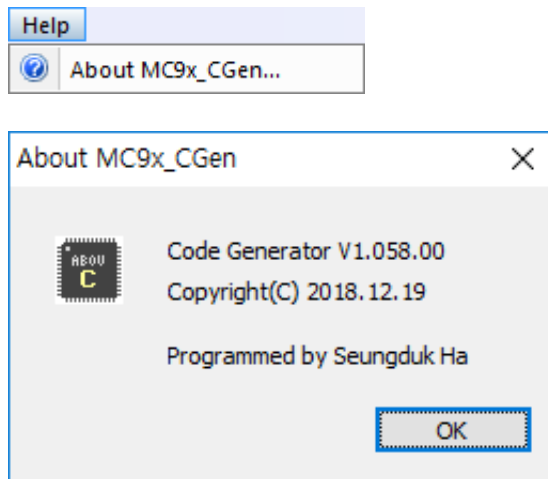 Help
About MC9x_CGen...
About MC9x_CGen
ABOV
C
Code Generator V1.058.00
Copyright(C) 2018.12.19
Programmed by Seungduk Ha
OK